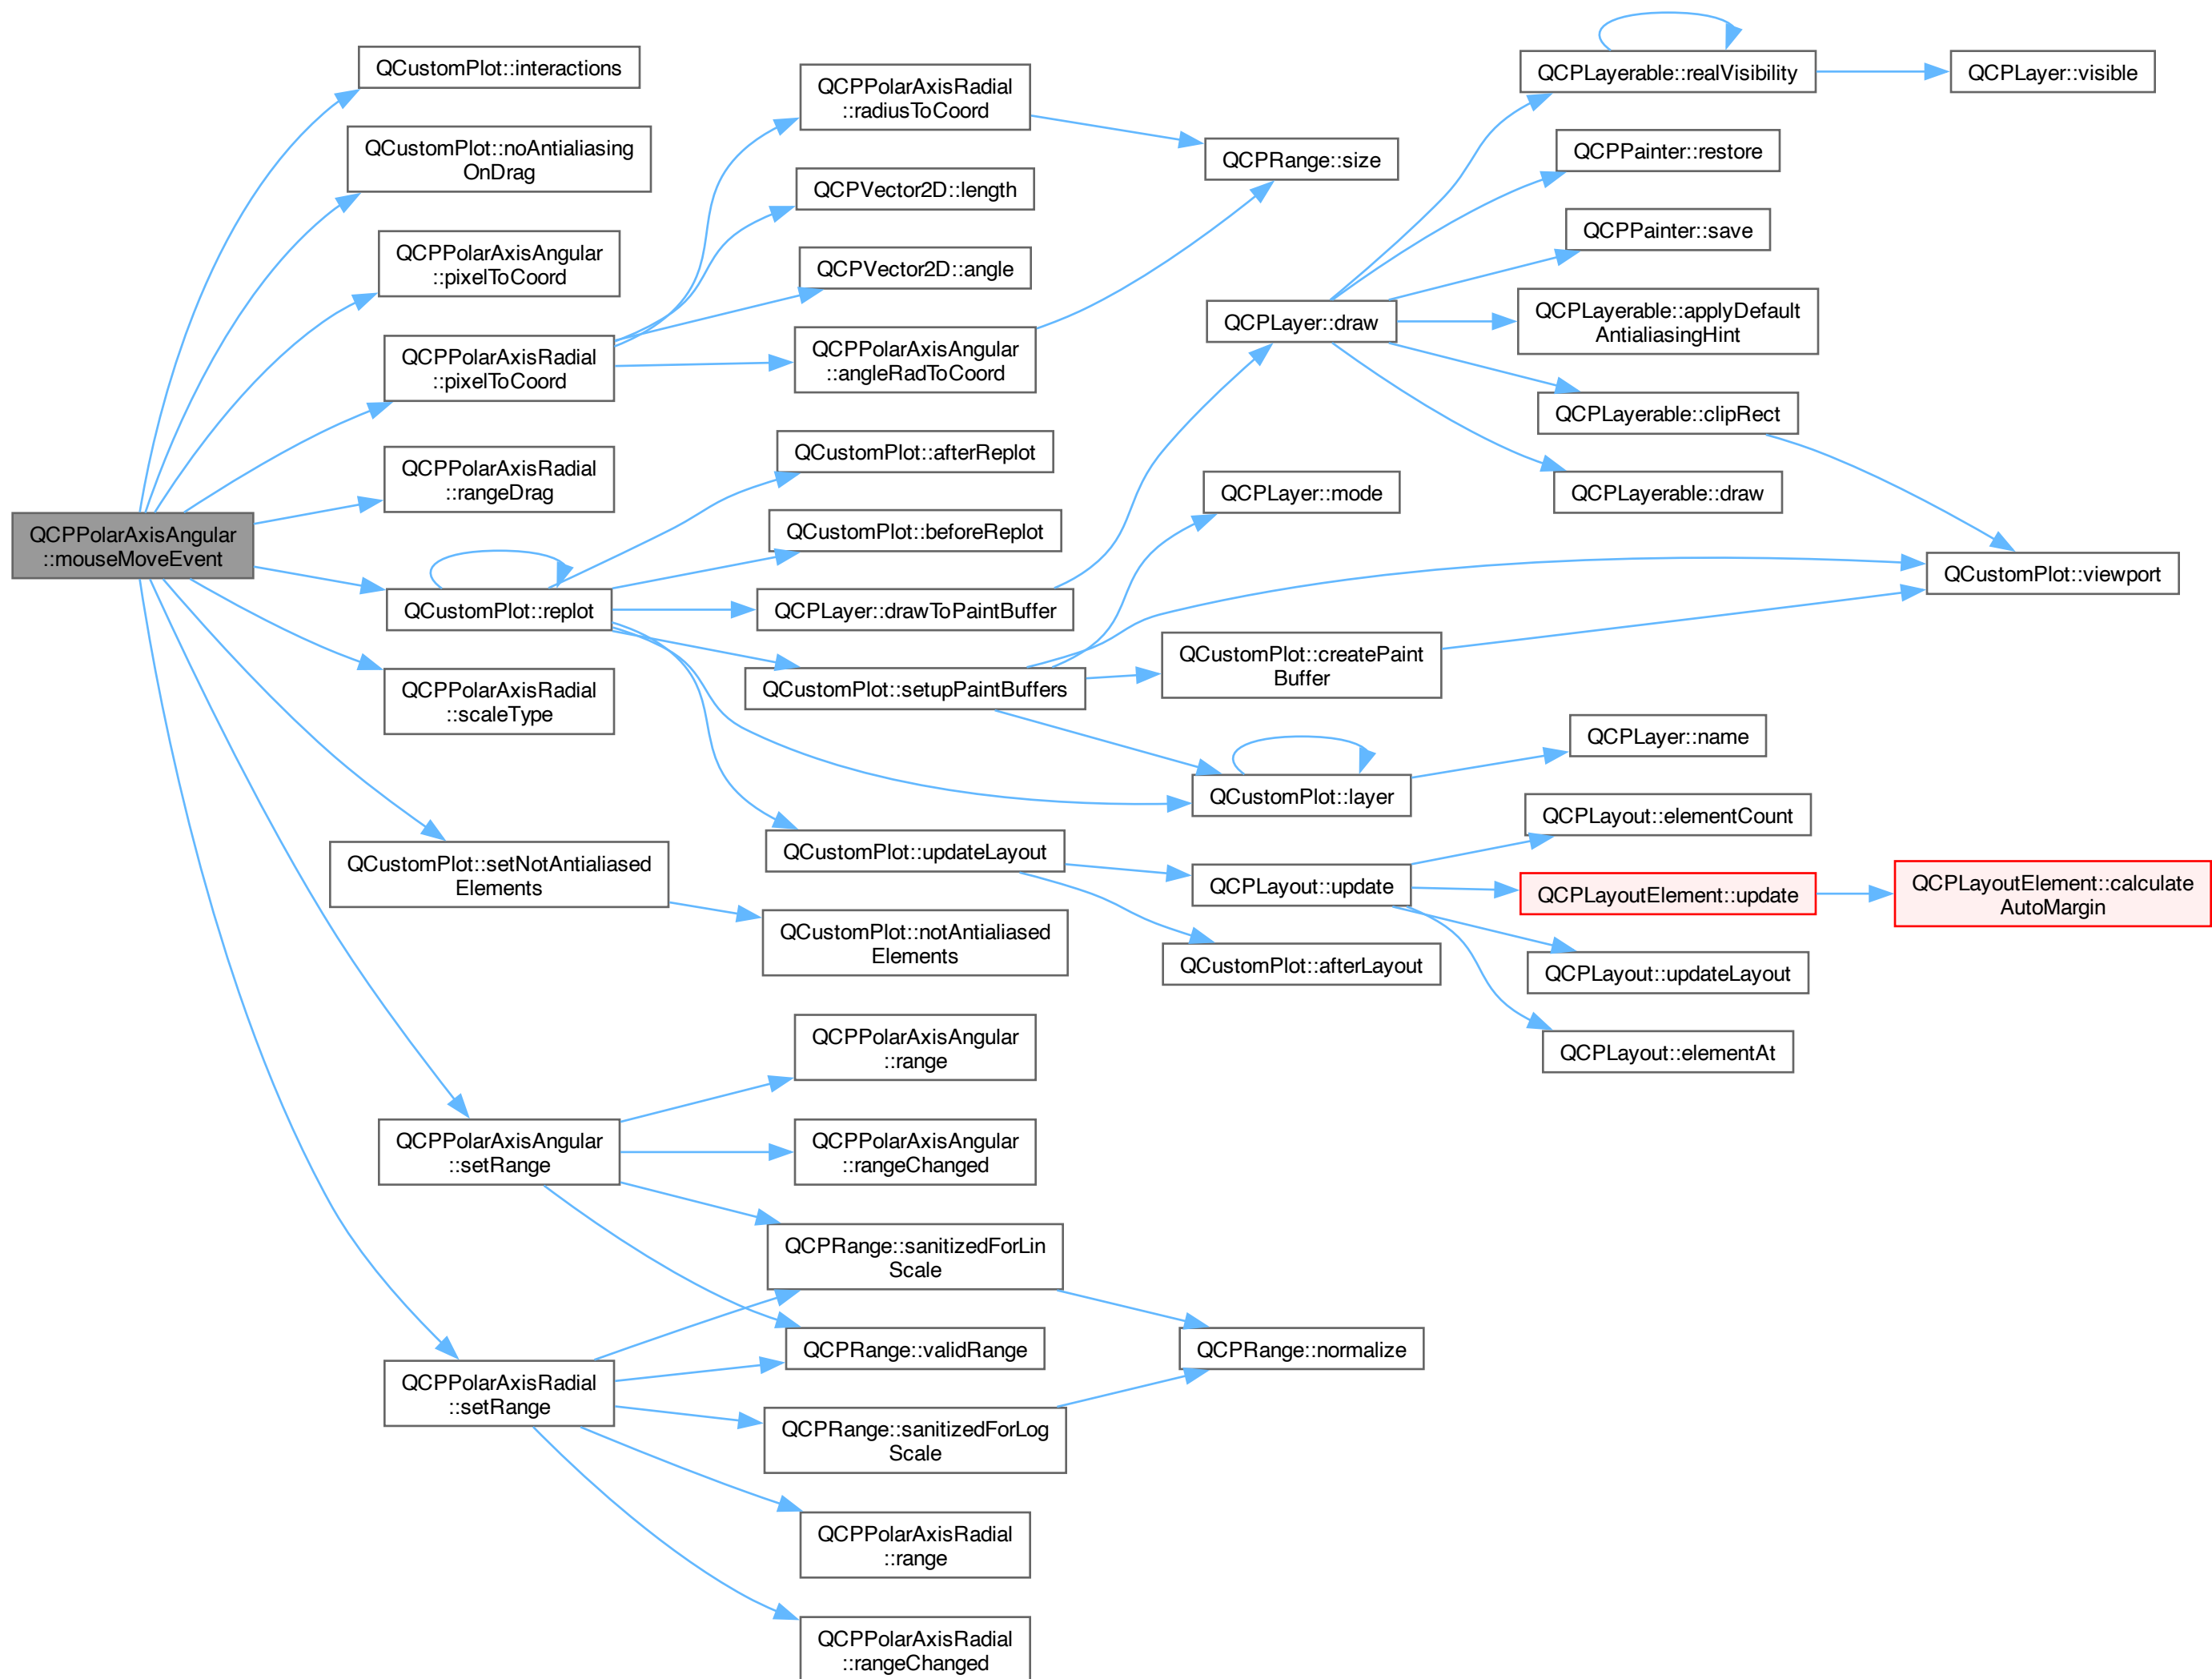 QCPPolarAxisAngular
::mouseMoveEvent
QCustomPlot::interactions
QCustomPlot::noAntialiasing
OnDrag
QCPPolarAxisAngular
::pixelToCoord
QCPPolarAxisRadial
::pixelToCoord
QCPPolarAxisRadial
::rangeDrag
QCustomPlot::replot
QCPPolarAxisRadial
::scaleType
QCustomPlot::setNotAntialiased
Elements
QCPPolarAxisAngular
::setRange
QCPPolarAxisRadial
::setRange
QCPPolarAxisRadial
::radiusToCoord
QCPVector2D::length
QCPVector2D::angle
QCPPolarAxisAngular
::angleRadToCoord
QCustomPlot::afterReplot
QCustomPlot::beforeReplot
QCPLayer::drawToPaintBuffer
QCustomPlot::setupPaintBuffers
QCustomPlot::updateLayout
QCustomPlot::notAntialiased
Elements
QCPPolarAxisAngular
::range
QCPPolarAxisAngular
::rangeChanged
QCPRange::sanitizedForLin
Scale
QCPRange::validRange
QCPRange::sanitizedForLog
Scale
QCPPolarAxisRadial
::range
QCPPolarAxisRadial
::rangeChanged
QCPRange::size
QCPLayer::draw
QCPLayer::mode
QCustomPlot::createPaint
Buffer
QCustomPlot::layer
QCPLayout::update
QCustomPlot::afterLayout
QCPRange::normalize
QCPLayerable::realVisibility
QCPPainter::restore
QCPPainter::save
QCPLayerable::applyDefault
AntialiasingHint
QCPLayerable::clipRect
QCPLayerable::draw
QCPLayer::name
QCPLayout::elementCount
QCPLayoutElement::update
QCPLayout::updateLayout
QCPLayout::elementAt
QCPLayer::visible
QCustomPlot::viewport
QCPLayoutElement::calculate
AutoMargin